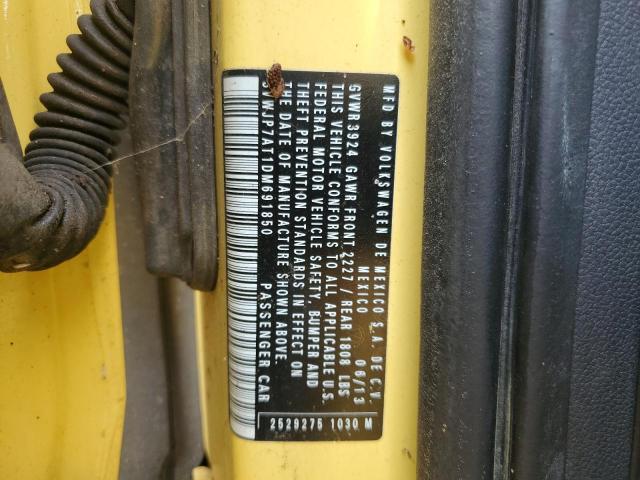 MFD BY VOLKSWAGEN DE MEXICO S.A. DE C.V.
MEXICO 06/13
GVWR 3924 GAWR FRONT 2227 / REAR 1808 LBS
THIS VEHICLE CONFORMS TO ALL APPLICABLE U.S.
FEDERAL MOTOR VEHICLE SAFETY, BUMPER AND
THEFT PREVENTION STANDARDS IN EFFECT ON
THE DATE OF MANUFACTURE SHOWN ABOVE.
3VWJP7AT1DM691850 PASSENGER CAR
2529275 1030 M